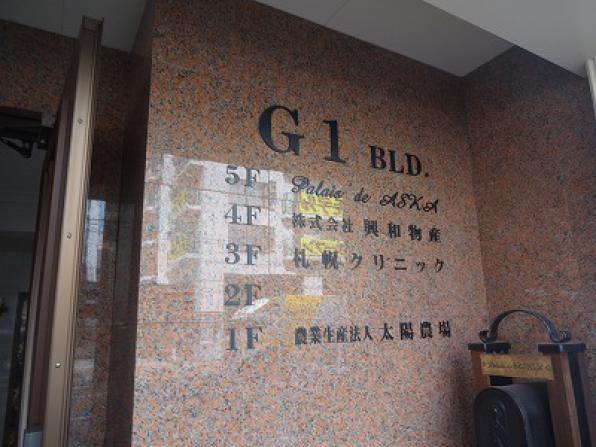 G1 BLD.
5F Palais de ASKA
4F 株式会社 興和物産
3F 札幌クリニック
2F
1F 農業生産法人 太陽農場